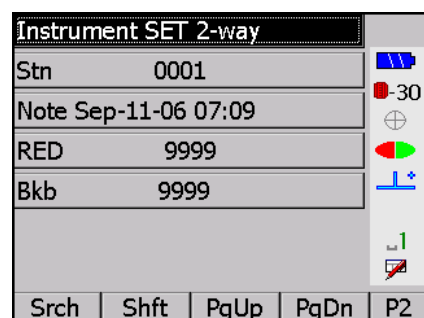 Instrument SET 2-way
Stn 0001
Note Sep-11-06 07:09
RED 9999
Bkb 9999
-30
1
Srch Shft PgUp PgDn P2